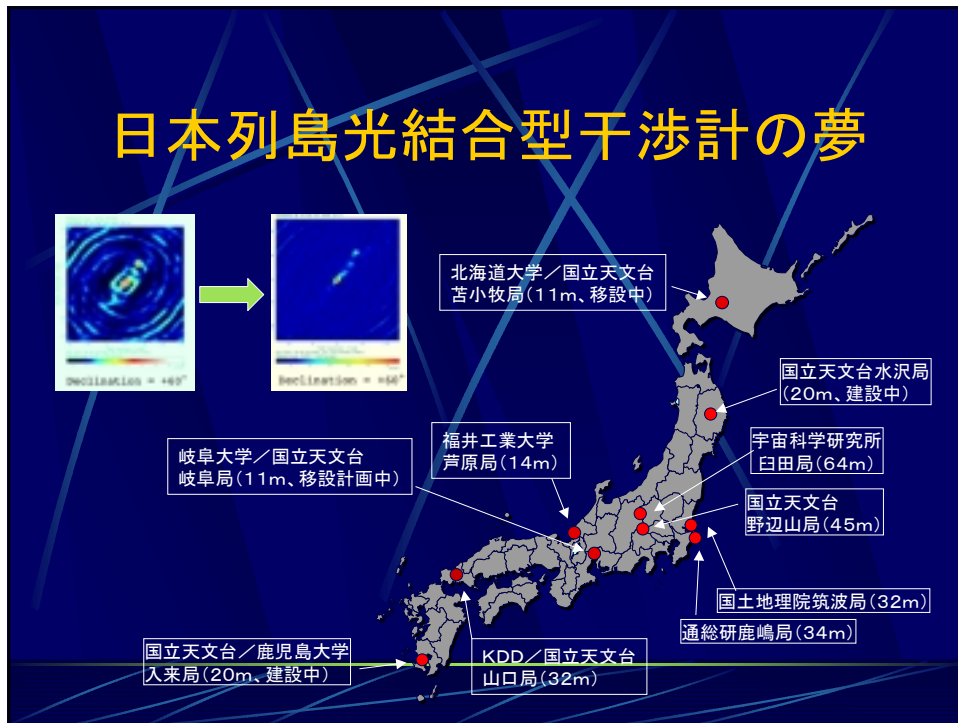 日本列島光結合型干渉計の夢
Declination = +60°
北海道大学／国立天文台
苫小牧局(11m、移設中)
国立天文台水沢局
(20m、建設中)
福井工業大学
芦原局(14m)
宇宙科学研究所
臼田局(64m)
岐阜大学／国立天文台
岐阜局(11m、移設計画中)
国立天文台
野辺山局(45m)
国土地理院筑波局(32m)
通総研鹿嶋局(34m)
国立天文台／鹿児島大学
入来局(20m、建設中)
KDD／国立天文台
山口局(32m)